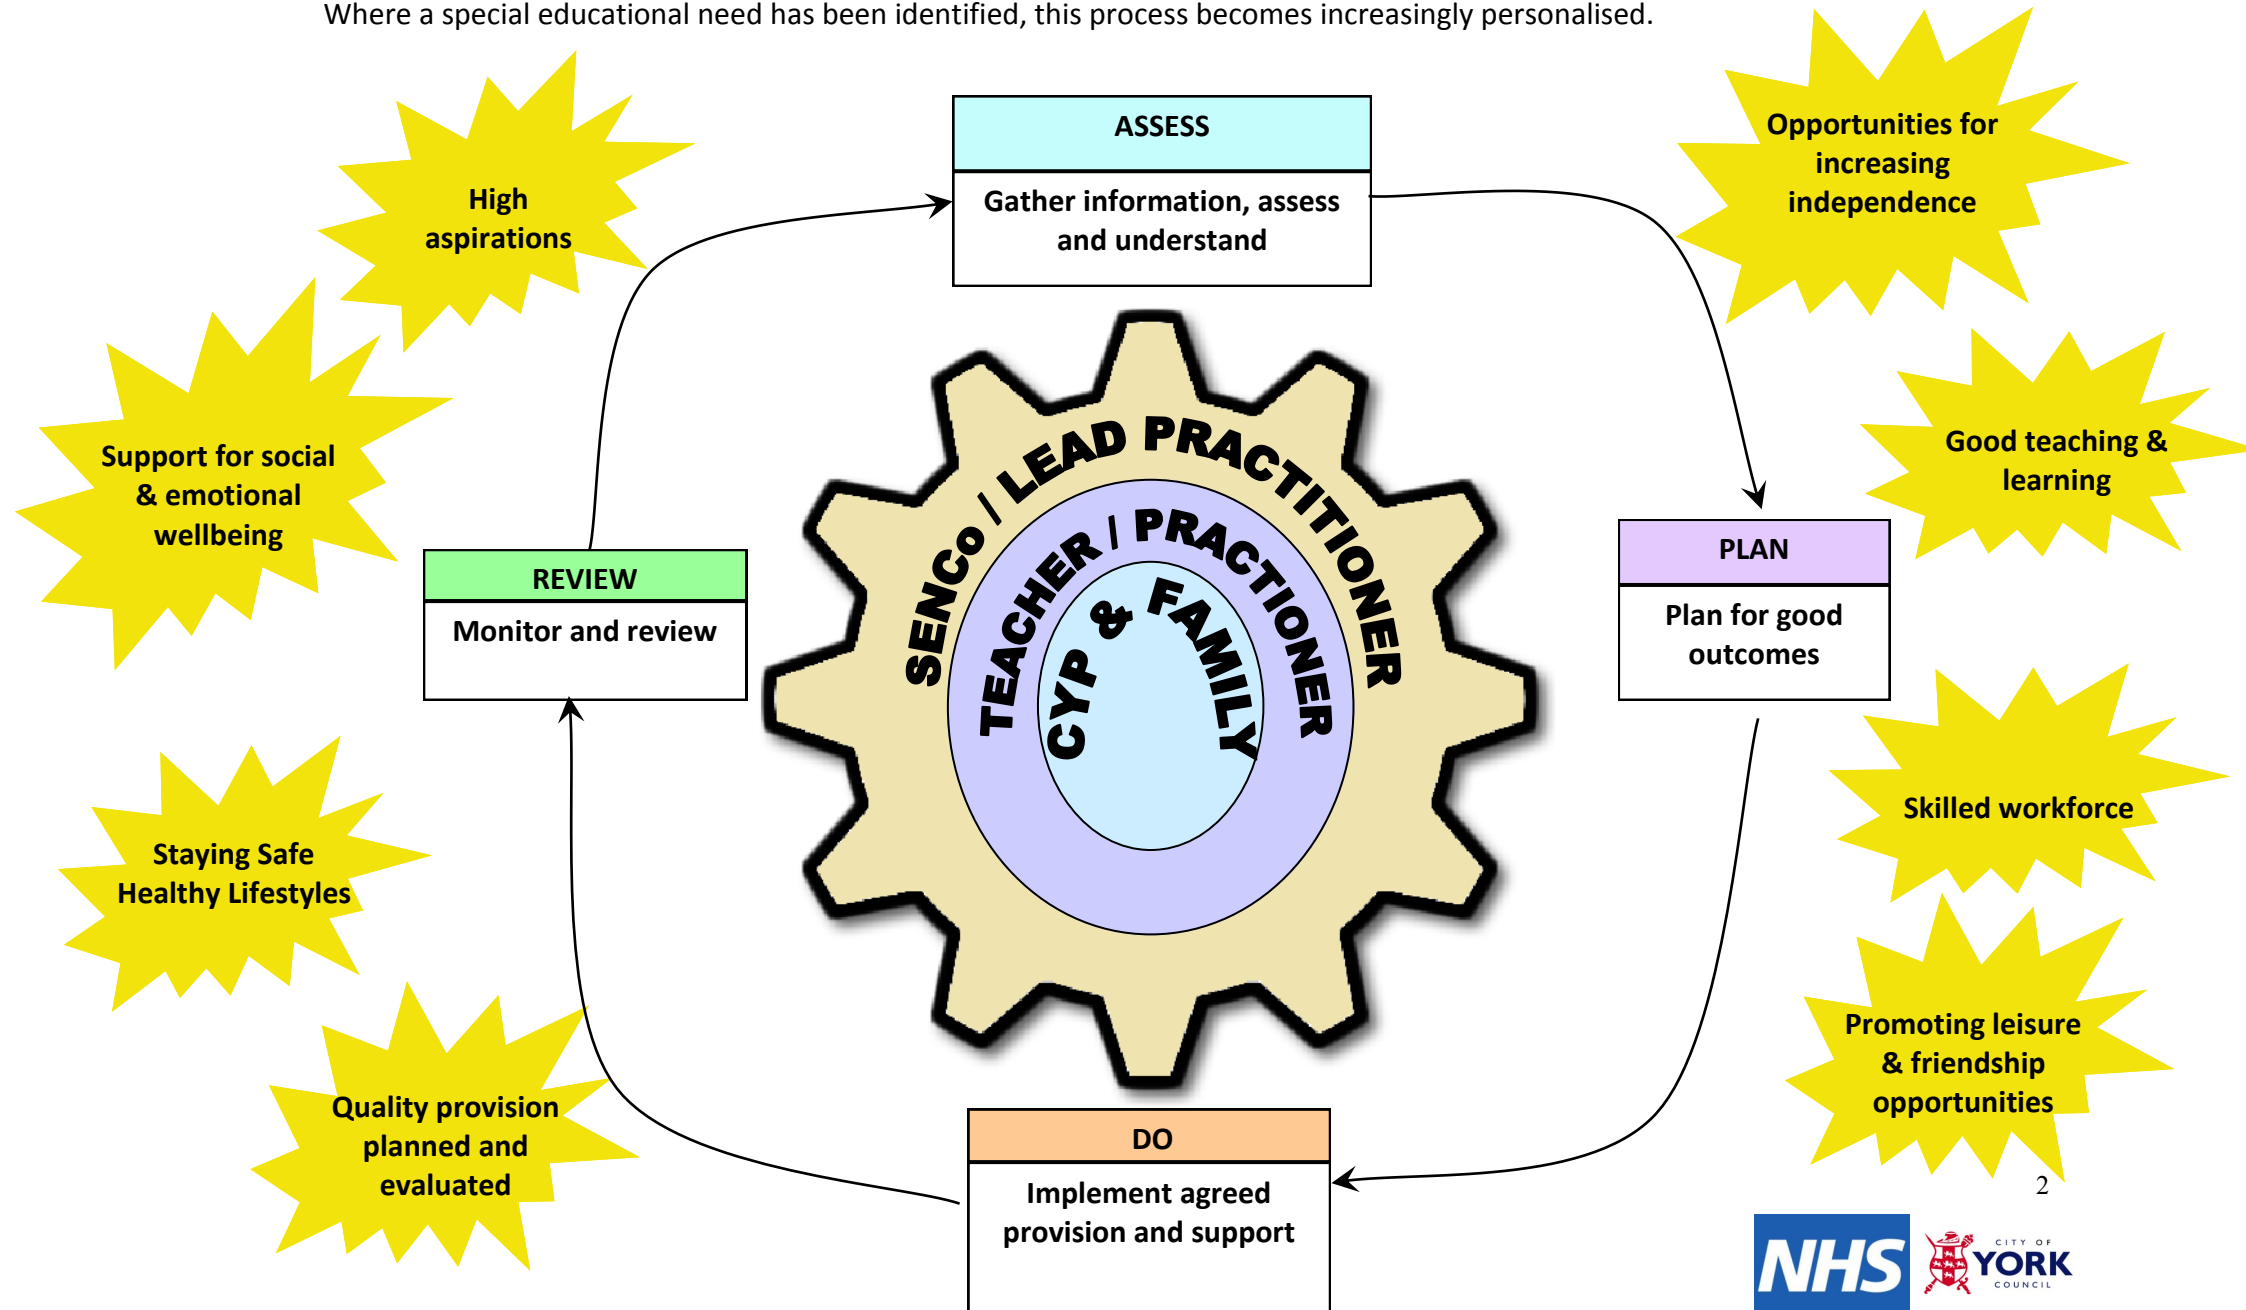 Where a special educational need has been identified, this process becomes increasingly personalised.
ASSESS
Gather information, assess
and understand
Opportunities for
increasing
independence
High
aspirations
Good teaching &
learning
Support for social
& emotional
wellbeing
SENCo / LEAD PRACTITIONER
TEACHER / PRACTIONER
CYP & FAMILY
PLAN
Plan for good
outcomes
REVIEW
Monitor and review
Skilled workforce
Staying Safe
Healthy Lifestyles
Promoting leisure
& friendship
opportunities
Quality provision
planned and
evaluated
DO
Implement agreed
provision and support
2
NHS
CITY OF
YORK
COUNCIL